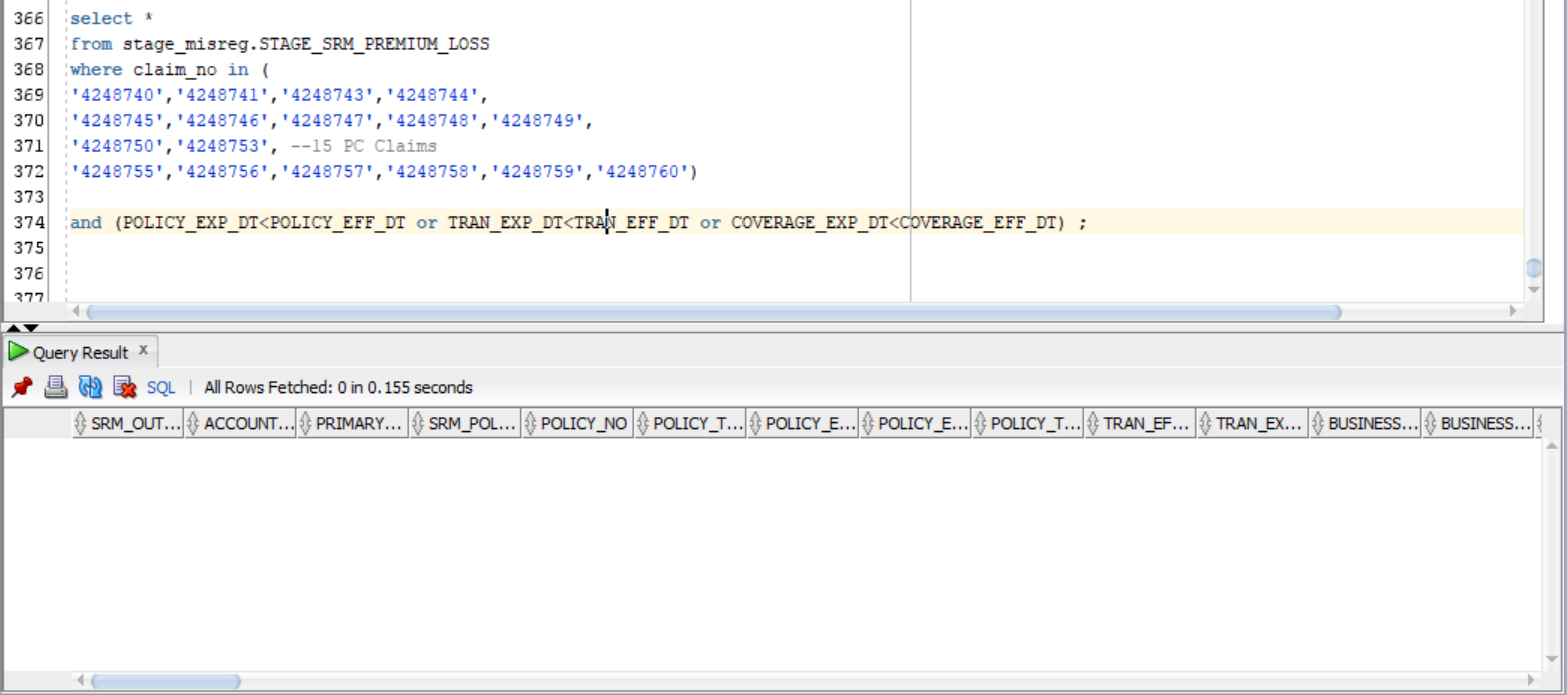 366 select *
367 from stage_misreg.STAGE_SRM_PREMIUM_LOSS
368 where claim_no in (
369 '4248740','4248741','4248743','4248744',
370 '4248745','4248746','4248747','4248748','4248749',
371 '4248750','4248753', --15 PC Claims
372 '4248755','4248756','4248757','4248758','4248759','4248760')
373
374 and (POLICY_EXP_DT<POLICY_EFF_DT or TRAN_EXP_DT<TRAN_EFF_DT or COVERAGE_EXP_DT<COVERAGE_EFF_DT) ;
375
376
377
Query Result x
SQL | All Rows Fetched: 0 in 0.155 seconds
SRM_OUT... ACCOUNT... PRIMARY... SRM_POL... POLICY_NO POLICY_T... POLICY_E... POLICY_E... POLICY_T... TRAN_EF... TRAN_EX... BUSINESS... BUSINESS...